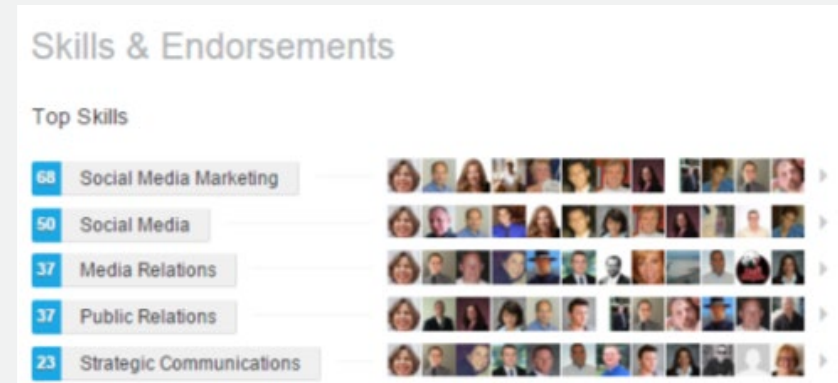 Skills & Endorsements
Top Skills
68 Social Media Marketing
50 Social Media
37 Media Relations
37 Public Relations
23 Strategic Communications